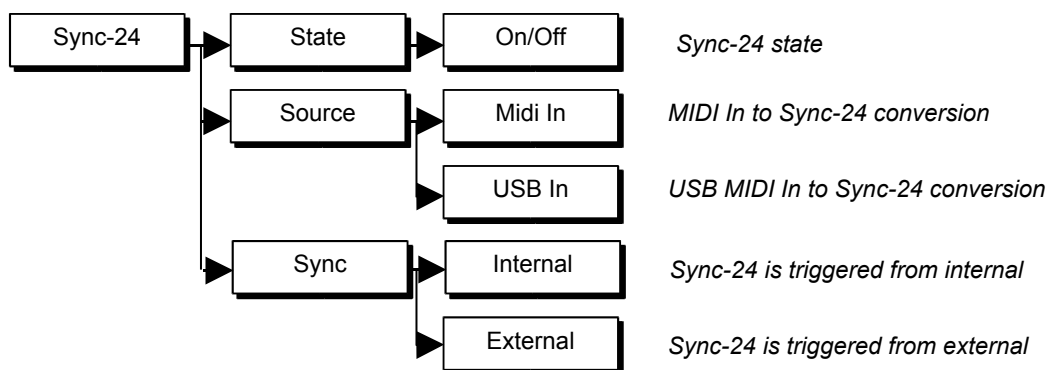 Sync-24 State On/Off Sync-24 state
Source Midi In MIDI In to Sync-24 conversion
USB In USB MIDI In to Sync-24 conversion
Sync Internal Sync-24 is triggered from internal
External Sync-24 is triggered from external